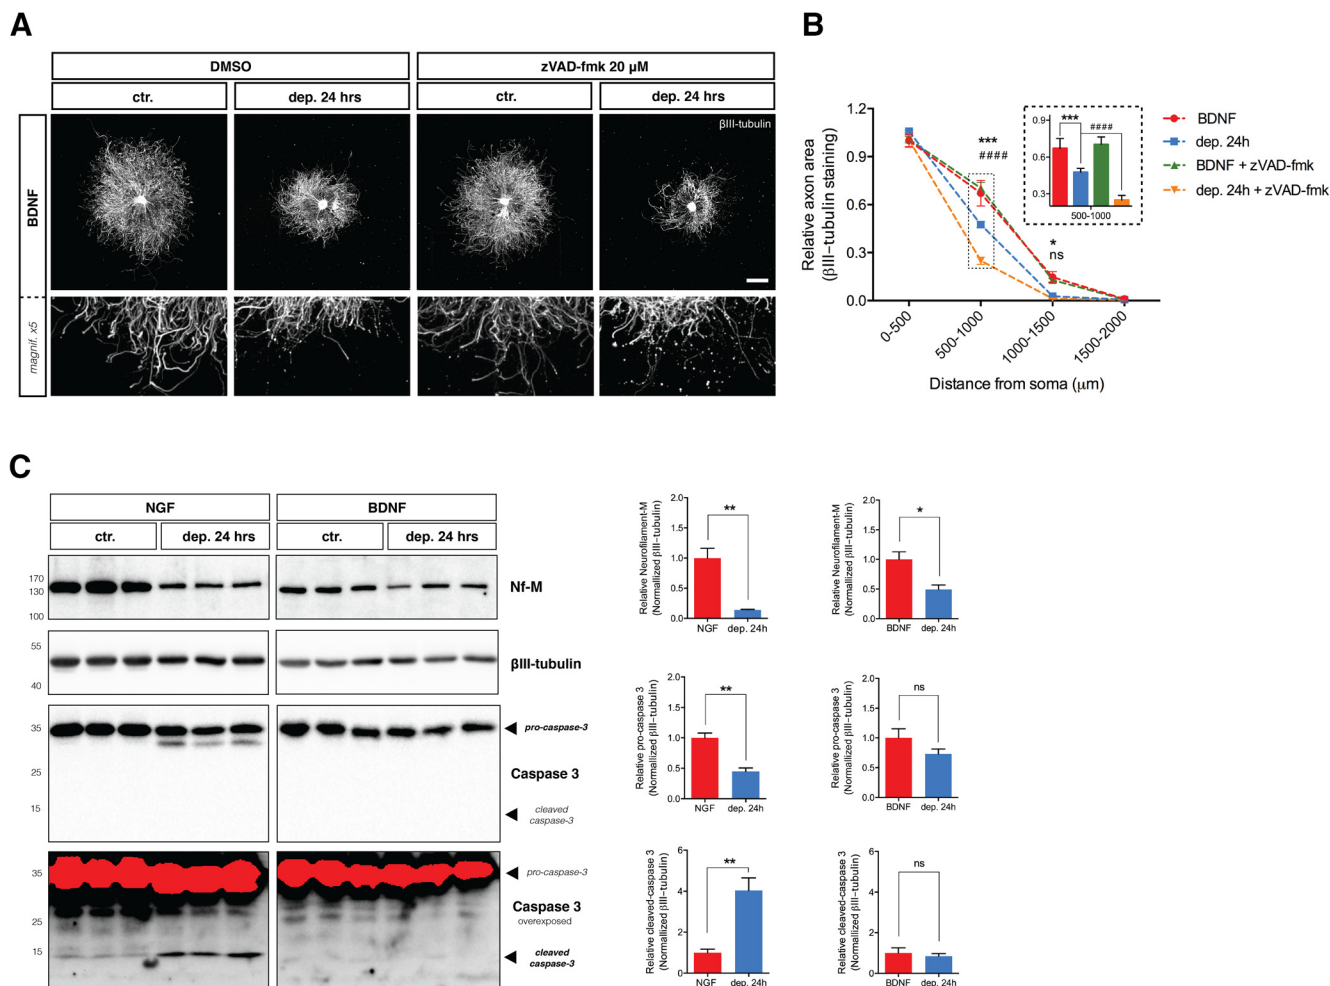 A
DMSO
zVAD-fmk 20 µM
ctr.
dep. 24 hrs
ctr.
dep. 24 hrs
BDNF
βIII-tubulin
magnif. x5
B
Relative axon area
(βIII−tubulin staining)
1.2
0.9
0.6
0.3
0.0
***
####
*
ns
0-500
500-1000
1000-1500
1500-2000
Distance from soma (µm)
0.9
0.6
0.3
***
####
500-1000
BDNF
dep. 24h
BDNF + zVAD-fmk
dep. 24h + zVAD-fmk
C
NGF
BDNF
ctr.
dep. 24 hrs
ctr.
dep. 24 hrs
170
130
100
Nf-M
55
40
βIII-tubulin
35
25
15
pro-caspase-3
Caspase 3
cleaved
caspase-3
35
25
15
pro-caspase-3
Caspase 3
overexposed
cleaved
caspase-3
Relative Neurofilament-M
(Normalized βIII−tubulin)
2.0
1.5
1.0
0.5
0.0
**
NGF
dep. 24h
Relative Neurofilament-M
(Normallized βIII−tubulin)
2.0
1.5
1.0
0.5
0.0
*
BDNF
dep. 24h
Relative pro-caspase 3
(Normallized βIII−tubulin)
2.0
1.5
1.0
0.5
0.0
**
NGF
dep. 24h
Relative pro-caspase 3
(Normallized βIII−tubulin)
2.0
1.5
1.0
0.5
0.0
ns
BDNF
dep. 24h
Relative cleaved-caspase 3
(Normallized βIII−tubulin)
6
4
2
0
**
NGF
dep. 24h
Relative cleaved-caspase 3
(Normallized βIII−tubulin)
6
4
2
0
ns
BDNF
dep. 24h